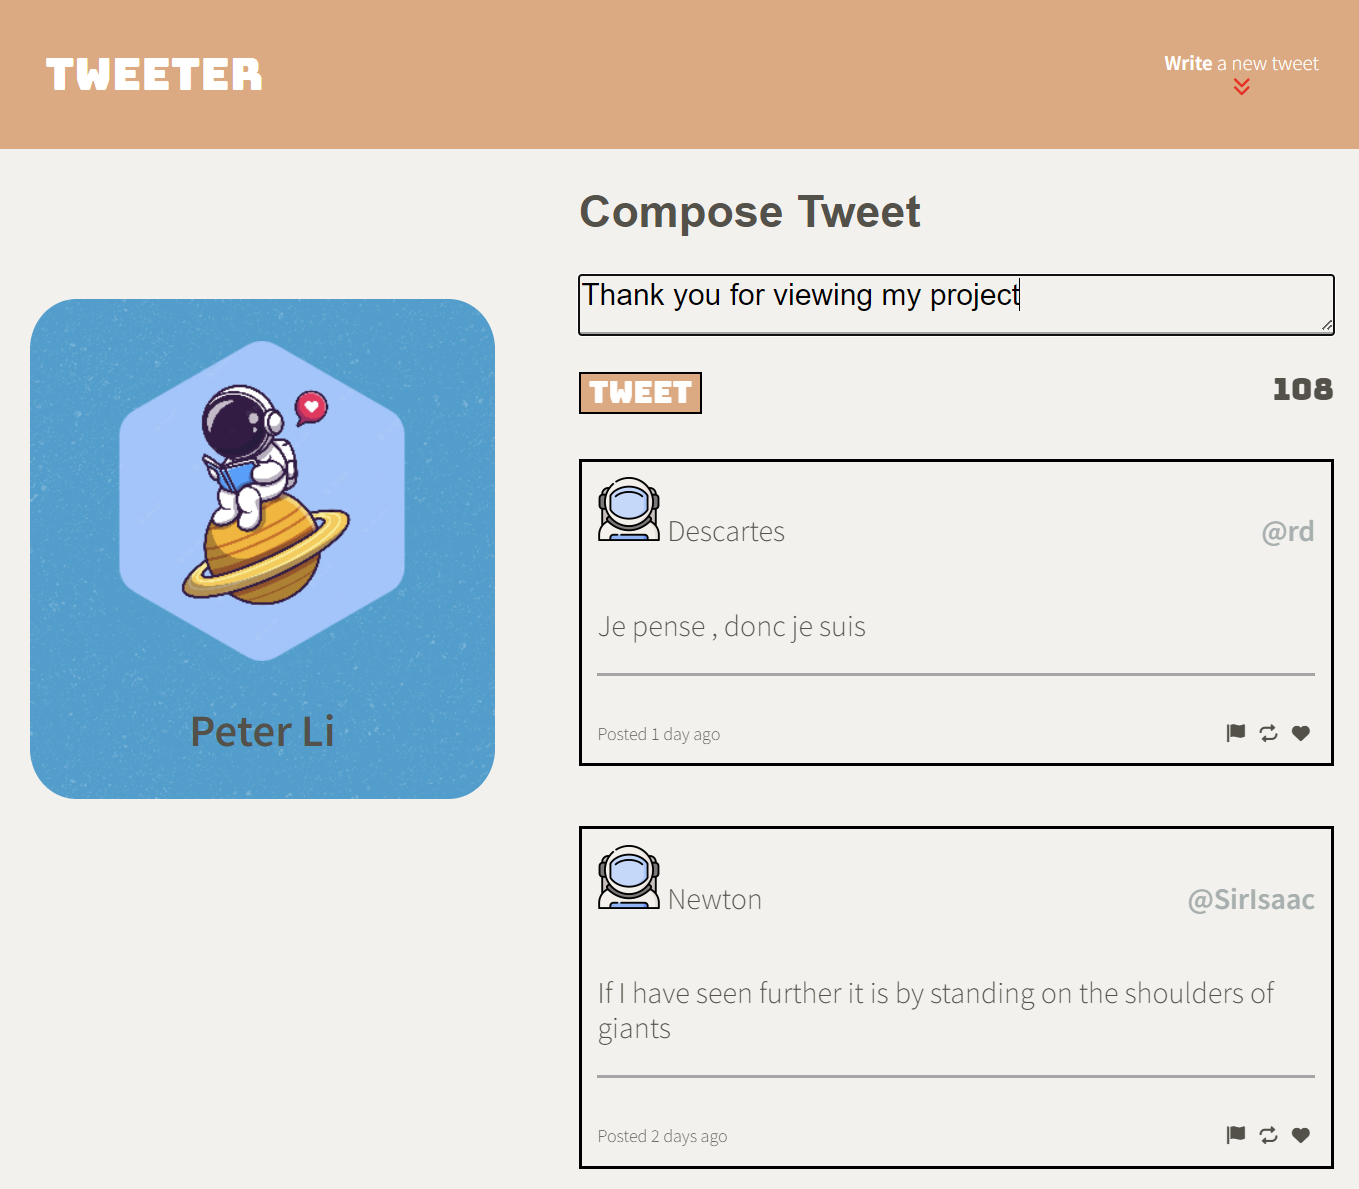 TWEETER
Write a new tweet
Compose Tweet
Thank you for viewing my project
TWEET
108
Peter Li
Descartes
@rd
Je pense , donc je suis
Posted 1 day ago
Newton
@SirIsaac
If I have seen further it is by standing on the shoulders of
giants
Posted 2 days ago